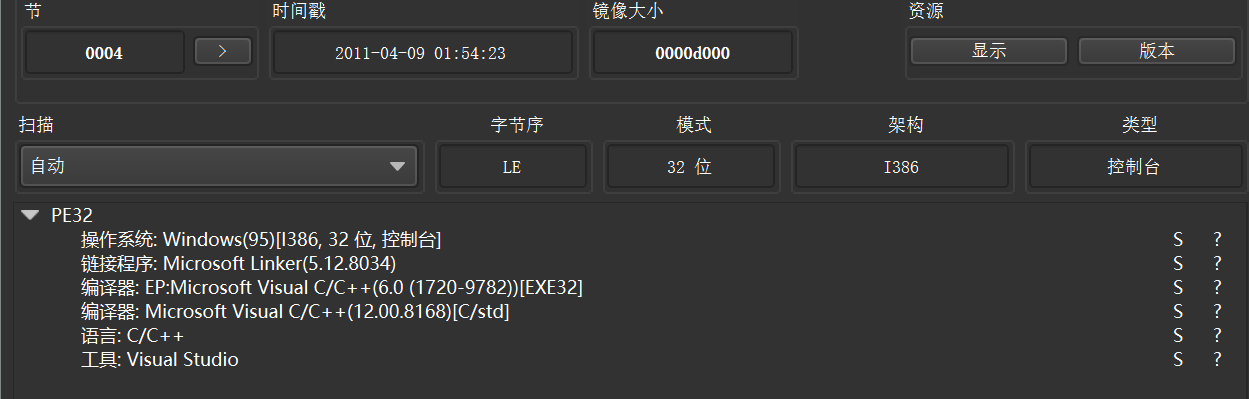 节 时间戳 镜像大小 资源
0004 > 2011-04-09 01:54:23 0000d000 显示 版本
扫描 字节序 模式 架构 类型
自动 LE 32 位 I386 控制台
PE32
操作系统: Windows(95)[I386, 32 位, 控制台] S ?
链接程序: Microsoft Linker(5.12.8034) S ?
编译器: EP:Microsoft Visual C/C++(6.0 (1720-9782))[EXE32] S ?
编译器: Microsoft Visual C/C++(12.00.8168)[C/std] S ?
语言: C/C++ S ?
工具: Visual Studio S ?